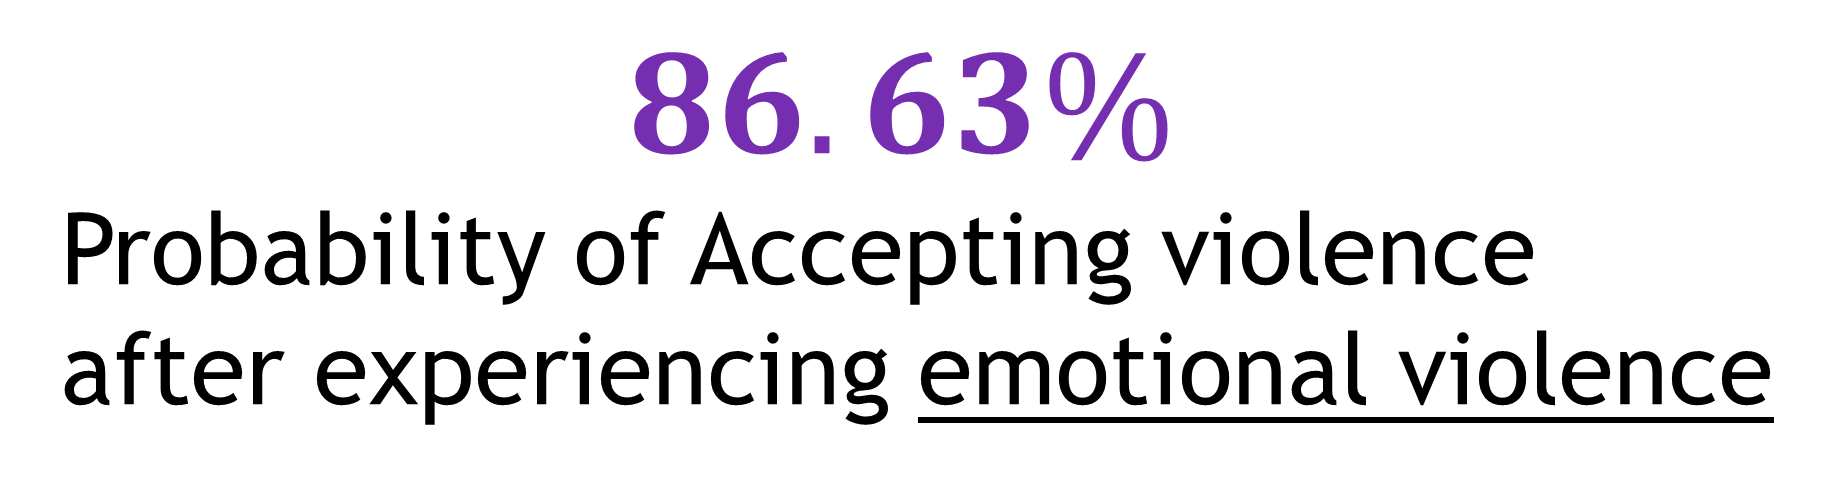 86.63%
Probability of Accepting violence
after experiencing emotional violence